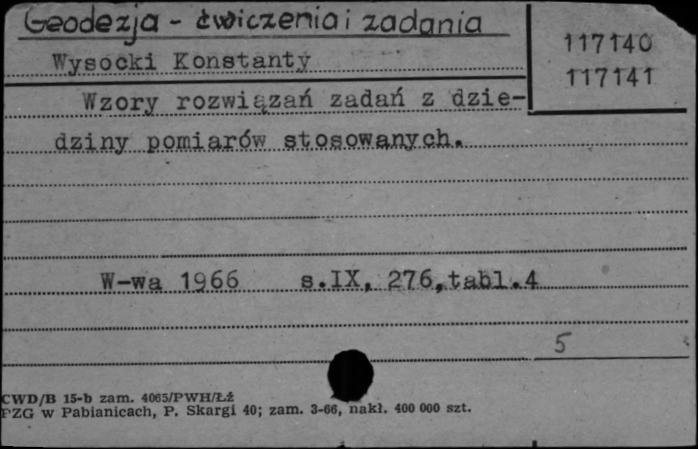 Geodezja - ćwiczenia i zadania
117140
Wysocki Konstanty
117141
Wzory rozwiązań zadań z dzie-
dziny pomiarów stosowanych.
W-wa 1966 s.IX, 276, tabl.4
5
CWD/B 15-b zam. 4065/PWH/Łż
PZG w Pabianicach, P. Skargi 40; zam. 3-66, nakł. 400 000 szt.